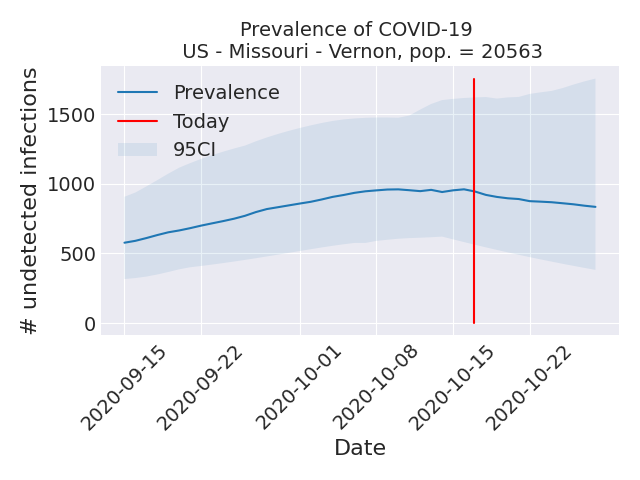 Prevalence of COVID-19
US - Missouri - Vernon, pop. = 20563
# undetected infections
1500
1000
500
0
Prevalence
Today
95CI
2020-09-15
2020-09-22
2020-10-01
2020-10-08
2020-10-15
2020-10-22
Date